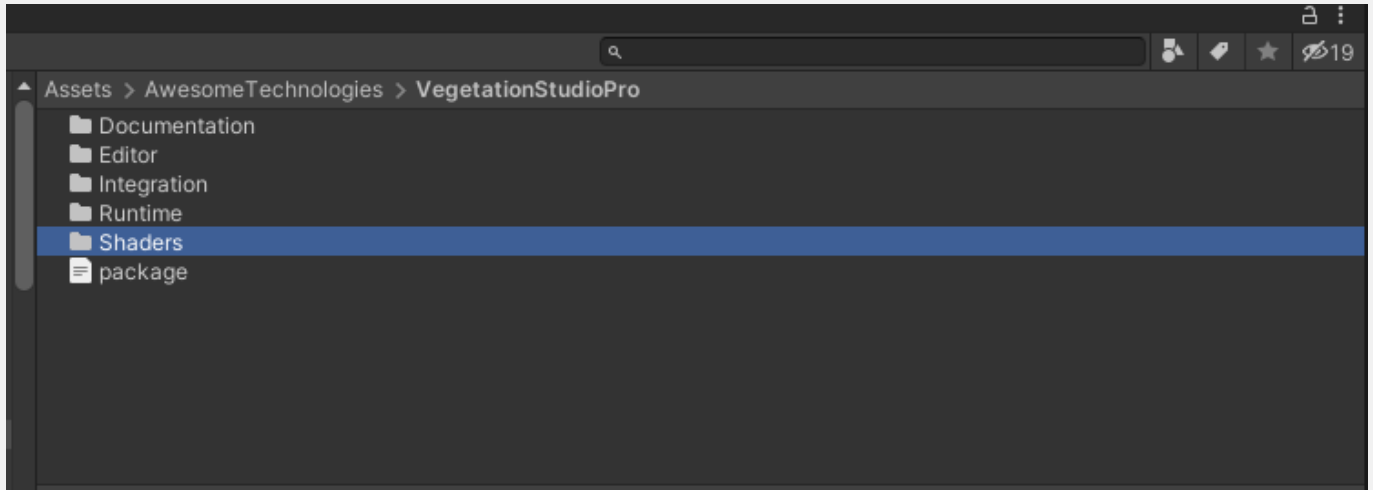 19
Assets > AwesomeTechnologies > VegetationStudioPro
Documentation
Editor
Integration
Runtime
Shaders
package